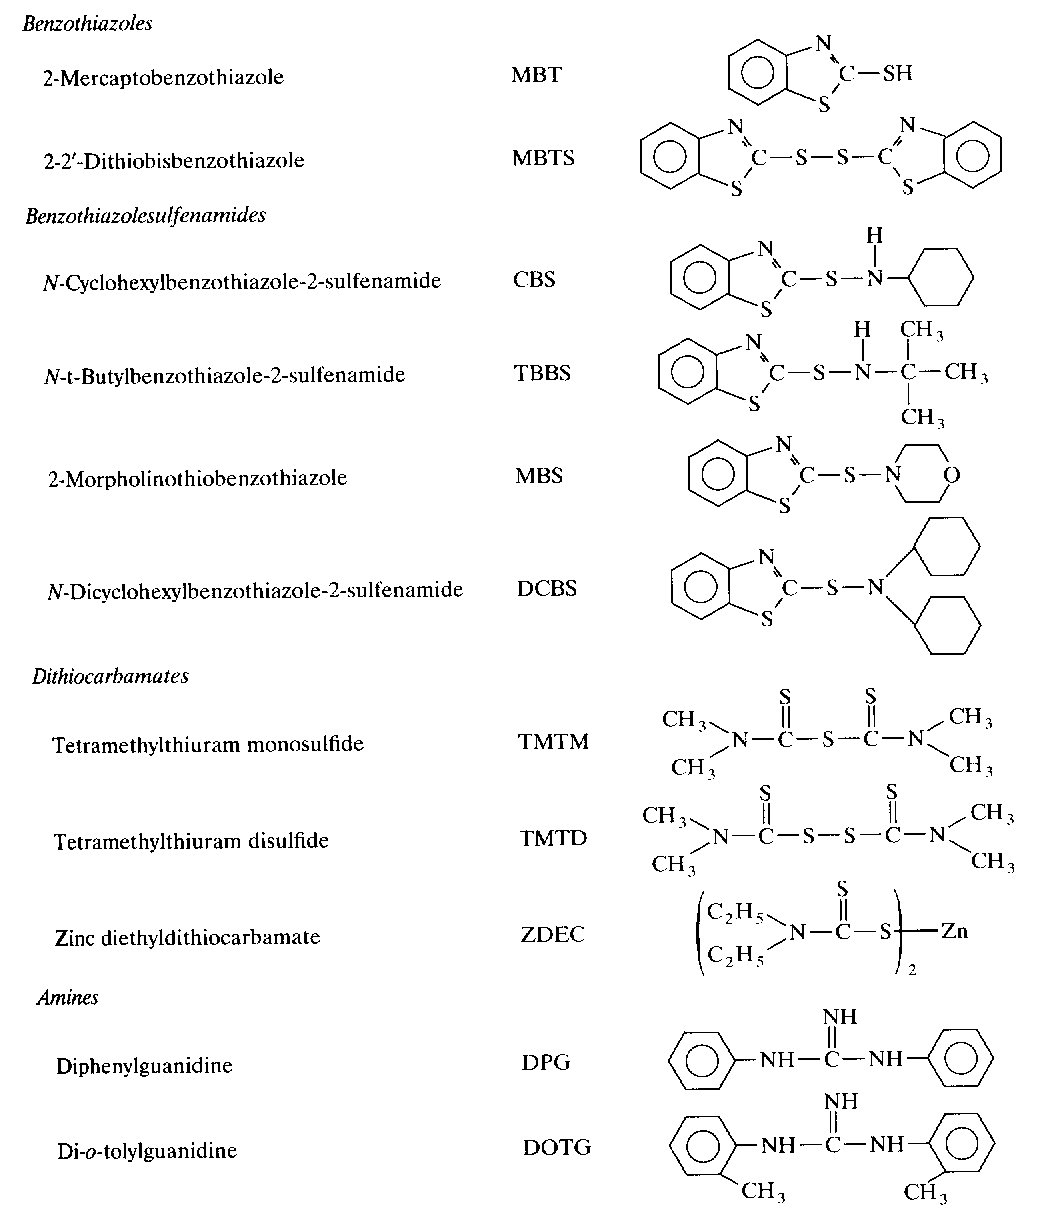 Benzothiazoles
2-Mercaptobenzothiazole MBT N C—SH S
2-2′-Dithiobisbenzothiazole MBTS N C—S—S—C N S S
Benzothiazolesulfenamides
N-Cyclohexylbenzothiazole-2-sulfenamide CBS N C—S—N H S
N-t-Butylbenzothiazole-2-sulfenamide TBBS N C—S—N—C—CH3 H CH3 CH3 S
2-Morpholinothiobenzothiazole MBS N C—S—N O S
N-Dicyclohexylbenzothiazole-2-sulfenamide DCBS N C—S—N S
Dithiocarbamates
S S
CH3 CH3
Tetramethylthiuram monosulfide TMTM N—C—S—C—N
CH3 CH3
S S
CH3 CH3
Tetramethylthiuram disulfide TMTD N—C—S—S—C—N
CH3 CH3
S
C2H5
Zinc diethyldithiocarbamate ZDEC N—C—S—Zn
C2H5 2
Amines
NH
Diphenylguanidine DPG NH—C—NH
NH
Di-o-tolylguanidine DOTG NH—C—NH
CH3 CH3